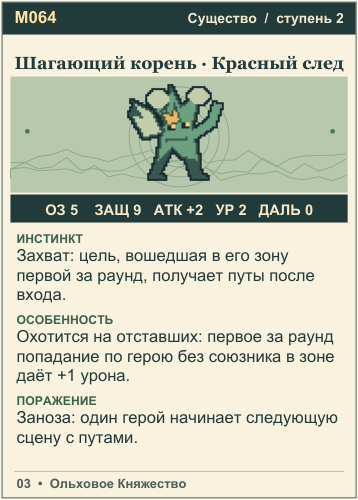 M064
Существо / ступень 2
Шагающий корень · Красный след
ОЗ 5 ЗАЩ 9 АТК +2 УР 2 ДАЛЬ 0
ИНСТИНКТ
Захват: цель, вошедшая в его зону
первой за раунд, получает путы после
входа.
ОСОБЕННОСТЬ
Охотится на отставших: первое за раунд
попадание по герою без союзника в зоне
даёт +1 урона.
ПОРАЖЕНИЕ
Заноза: один герой начинает следующую
сцену с путами.
03 • Ольховое Княжество